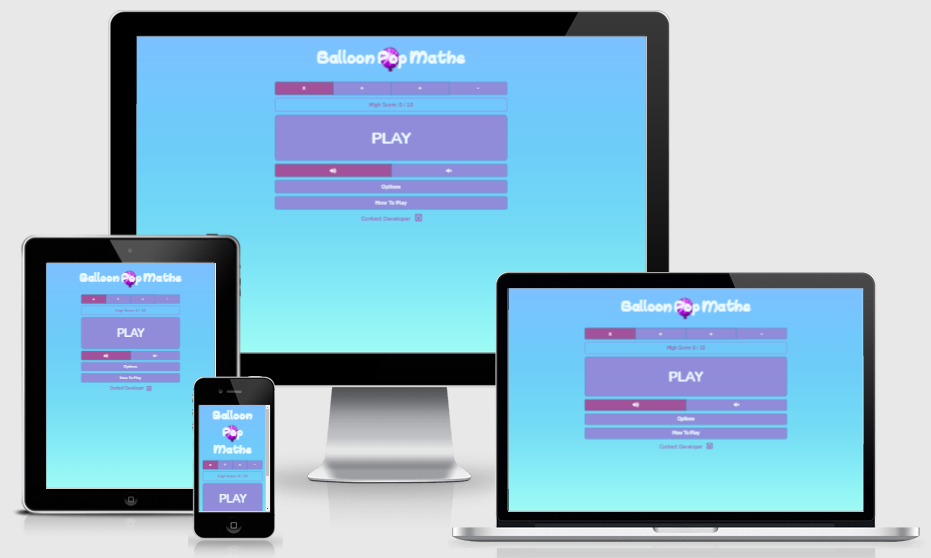 Balloon Pop Maths
High Score: 0 / 10
PLAY
Options
How To Play
Contact Developer
Balloon Pop Maths
High Score: 0 / 10
PLAY
Options
How To Play
Contact Developer
Balloon
Pop
Maths
High Score: 0 / 10
PLAY
Balloon Pop Maths
High Score: 0 / 10
PLAY
Options
How To Play
Contact Developer